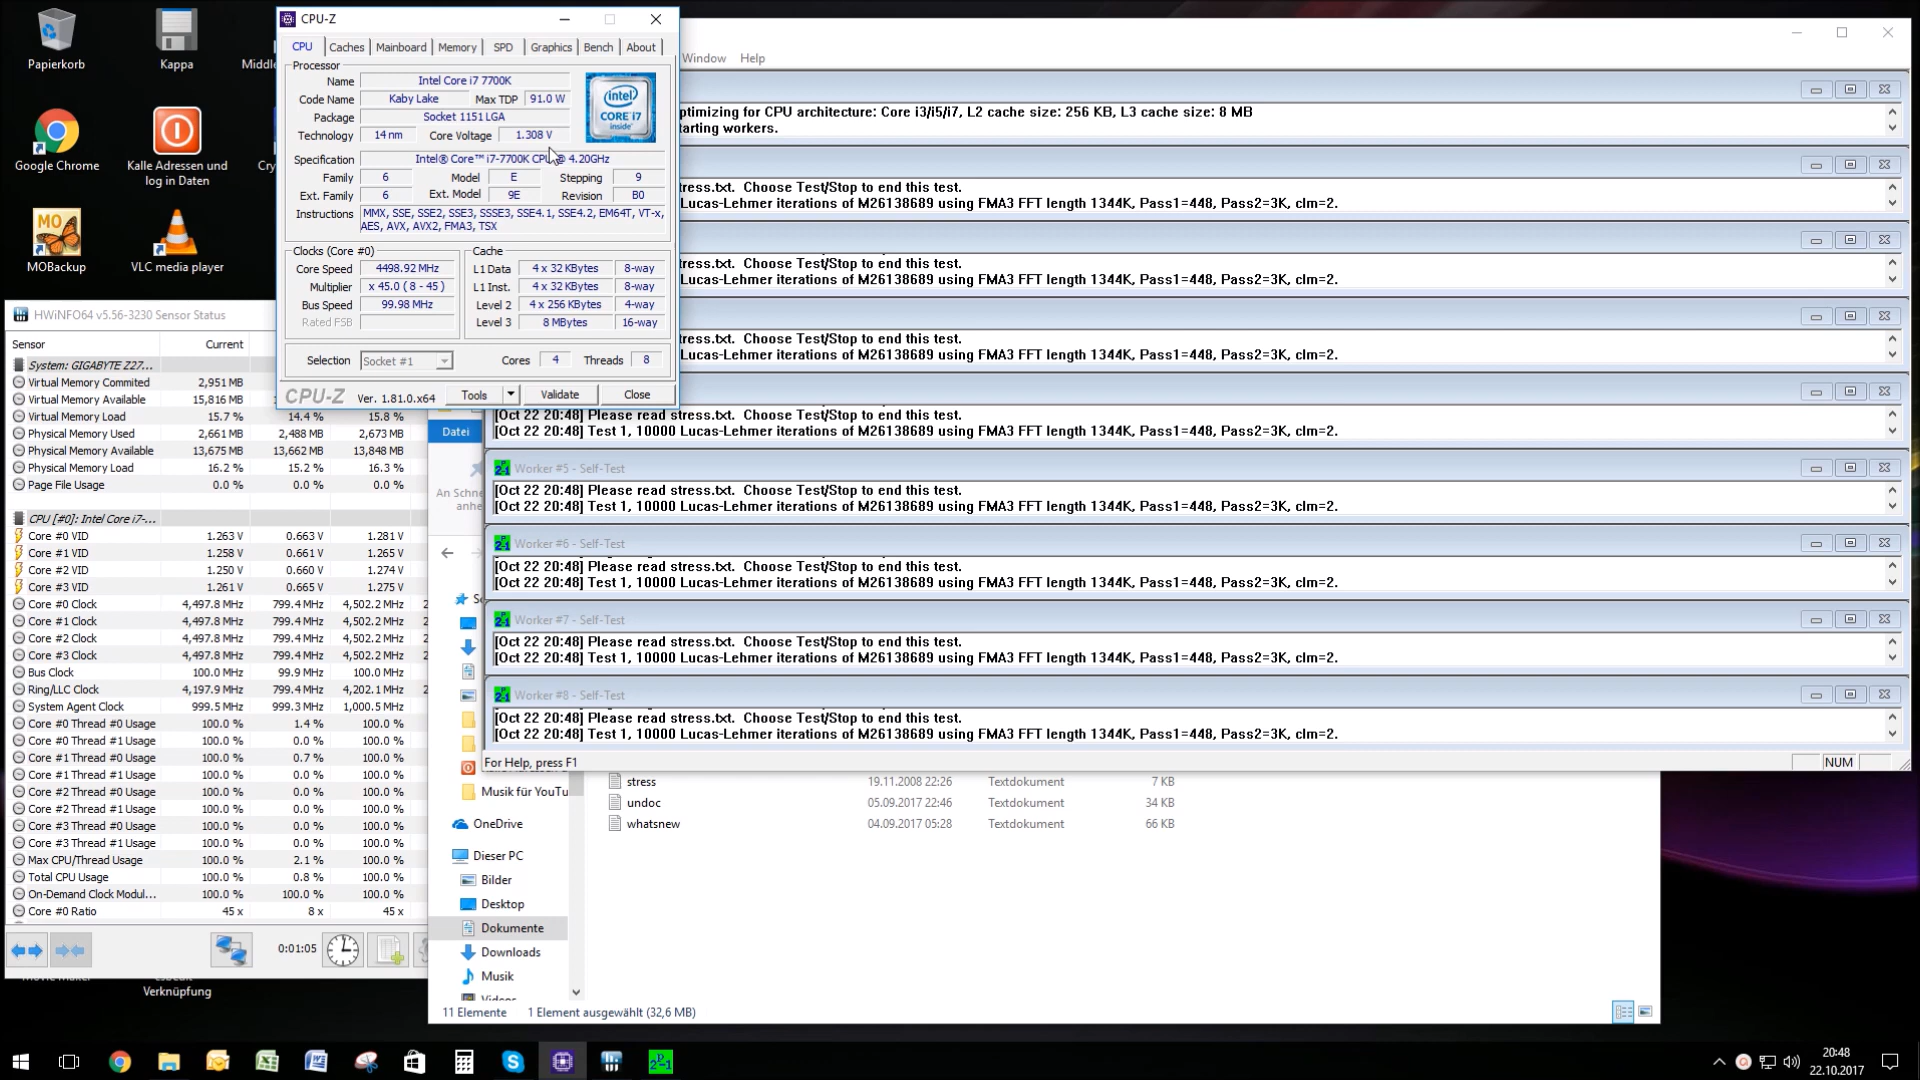 Papierkorb
Kappa
Google Chrome
Kalle Adressen und
log in Daten
MOBackup
VLC media player
Verknüpfung
CPU-Z
CPU Caches Mainboard Memory SPD Graphics Bench About
Processor
Name Intel Core i7 7700K
Code Name Kaby Lake Max TDP 91.0 W
Package Socket 1151 LGA
Technology 14 nm Core Voltage 1.308 V
intel
CORE i7
inside
Specification Intel® Core™ i7-7700K CPU @ 4.20GHz
Family 6 Model E Stepping 9
Ext. Family 6 Ext. Model 9E Revision B0
Instructions MMX, SSE, SSE2, SSE3, SSSE3, SSE4.1, SSE4.2, EM64T, VT-x,
AES, AVX, AVX2, FMA3, TSX
Clocks (Core #0)
Core Speed 4498.92 MHz
Multiplier x 45.0 ( 8 - 45 )
Bus Speed 99.98 MHz
Rated FSB
Cache
L1 Data 4 x 32 KBytes 8-way
L1 Inst. 4 x 32 KBytes 8-way
Level 2 4 x 256 KBytes 4-way
Level 3 8 MBytes 16-way
Selection Socket #1 Cores 4 Threads 8
CPU-Z Ver. 1.81.0.x64 Tools Validate Close
Window Help
ptimizing for CPU architecture: Core i3/i5/i7, L2 cache size: 256 KB, L3 cache size: 8 MB
tarting workers.
tress.txt. Choose Test/Stop to end this test.
ucas-Lehmer iterations of M26138689 using FMA3 FFT length 1344K, Pass1=448, Pass2=3K, clm=2.
tress.txt. Choose Test/Stop to end this test.
ucas-Lehmer iterations of M26138689 using FMA3 FFT length 1344K, Pass1=448, Pass2=3K, clm=2.
tress.txt. Choose Test/Stop to end this test.
ucas-Lehmer iterations of M26138689 using FMA3 FFT length 1344K, Pass1=448, Pass2=3K, clm=2.
[Oct 22 20:48] Please read stress.txt. Choose Test/Stop to end this test.
[Oct 22 20:48] Test 1, 10000 Lucas-Lehmer iterations of M26138689 using FMA3 FFT length 1344K, Pass1=448, Pass2=3K, clm=2.
Worker #5 - Self-Test
[Oct 22 20:48] Please read stress.txt. Choose Test/Stop to end this test.
[Oct 22 20:48] Test 1, 10000 Lucas-Lehmer iterations of M26138689 using FMA3 FFT length 1344K, Pass1=448, Pass2=3K, clm=2.
Worker #6 - Self-Test
[Oct 22 20:48] Please read stress.txt. Choose Test/Stop to end this test.
[Oct 22 20:48] Test 1, 10000 Lucas-Lehmer iterations of M26138689 using FMA3 FFT length 1344K, Pass1=448, Pass2=3K, clm=2.
Worker #7 - Self-Test
[Oct 22 20:48] Please read stress.txt. Choose Test/Stop to end this test.
[Oct 22 20:48] Test 1, 10000 Lucas-Lehmer iterations of M26138689 using FMA3 FFT length 1344K, Pass1=448, Pass2=3K, clm=2.
Worker #8 - Self-Test
[Oct 22 20:48] Please read stress.txt. Choose Test/Stop to end this test.
[Oct 22 20:48] Test 1, 10000 Lucas-Lehmer iterations of M26138689 using FMA3 FFT length 1344K, Pass1=448, Pass2=3K, clm=2.
For Help, press F1 NUM
HWiNFO64 v5.56-3230 Sensor Status
Sensor Current
System: GIGABYTE Z27...
Virtual Memory Commited 2,951 MB
Virtual Memory Available 15,816 MB
Virtual Memory Load 15.7 % 14.4 % 15.8 %
Physical Memory Used 2,661 MB 2,488 MB 2,673 MB
Physical Memory Available 13,675 MB 13,662 MB 13,848 MB
Physical Memory Load 16.2 % 15.2 % 16.3 %
Page File Usage 0.0 % 0.0 % 0.0 %
CPU [#0]: Intel Core i7-...
Core #0 VID 1.263 V 0.663 V 1.281 V
Core #1 VID 1.258 V 0.661 V 1.265 V
Core #2 VID 1.250 V 0.660 V 1.274 V
Core #3 VID 1.261 V 0.665 V 1.275 V
Core #0 Clock 4,497.8 MHz 799.4 MHz 4,502.2 MHz
Core #1 Clock 4,497.8 MHz 799.4 MHz 4,502.2 MHz
Core #2 Clock 4,497.8 MHz 799.4 MHz 4,502.2 MHz
Core #3 Clock 4,497.8 MHz 799.4 MHz 4,502.2 MHz
Bus Clock 100.0 MHz 99.9 MHz 100.0 MHz
Ring/LLC Clock 4,197.9 MHz 799.4 MHz 4,202.1 MHz
System Agent Clock 999.5 MHz 999.3 MHz 1,000.5 MHz
Core #0 Thread #0 Usage 100.0 % 1.4 % 100.0 %
Core #0 Thread #1 Usage 100.0 % 0.0 % 100.0 %
Core #1 Thread #0 Usage 100.0 % 0.7 % 100.0 %
Core #1 Thread #1 Usage 100.0 % 0.0 % 100.0 %
Core #2 Thread #0 Usage 100.0 % 0.0 % 100.0 %
Core #2 Thread #1 Usage 100.0 % 0.0 % 100.0 %
Core #3 Thread #0 Usage 100.0 % 0.0 % 100.0 %
Core #3 Thread #1 Usage 100.0 % 0.0 % 100.0 %
Max CPU/Thread Usage 100.0 % 2.1 % 100.0 %
Total CPU Usage 100.0 % 0.8 % 100.0 %
On-Demand Clock Modul... 100.0 % 100.0 % 100.0 %
Core #0 Ratio 45 x 8 x 45 x
0:01:05
Datei
An Schne
anhe
Musik für YouTu
OneDrive
Dieser PC
Bilder
Desktop
Dokumente
Downloads
Musik
stress 19.11.2008 22:26 Textdokument 7 KB
undoc 05.09.2017 22:46 Textdokument 34 KB
whatsnew 04.09.2017 05:28 Textdokument 66 KB
11 Elemente 1 Element ausgewählt (32,6 MB)
20:48
22.10.2017